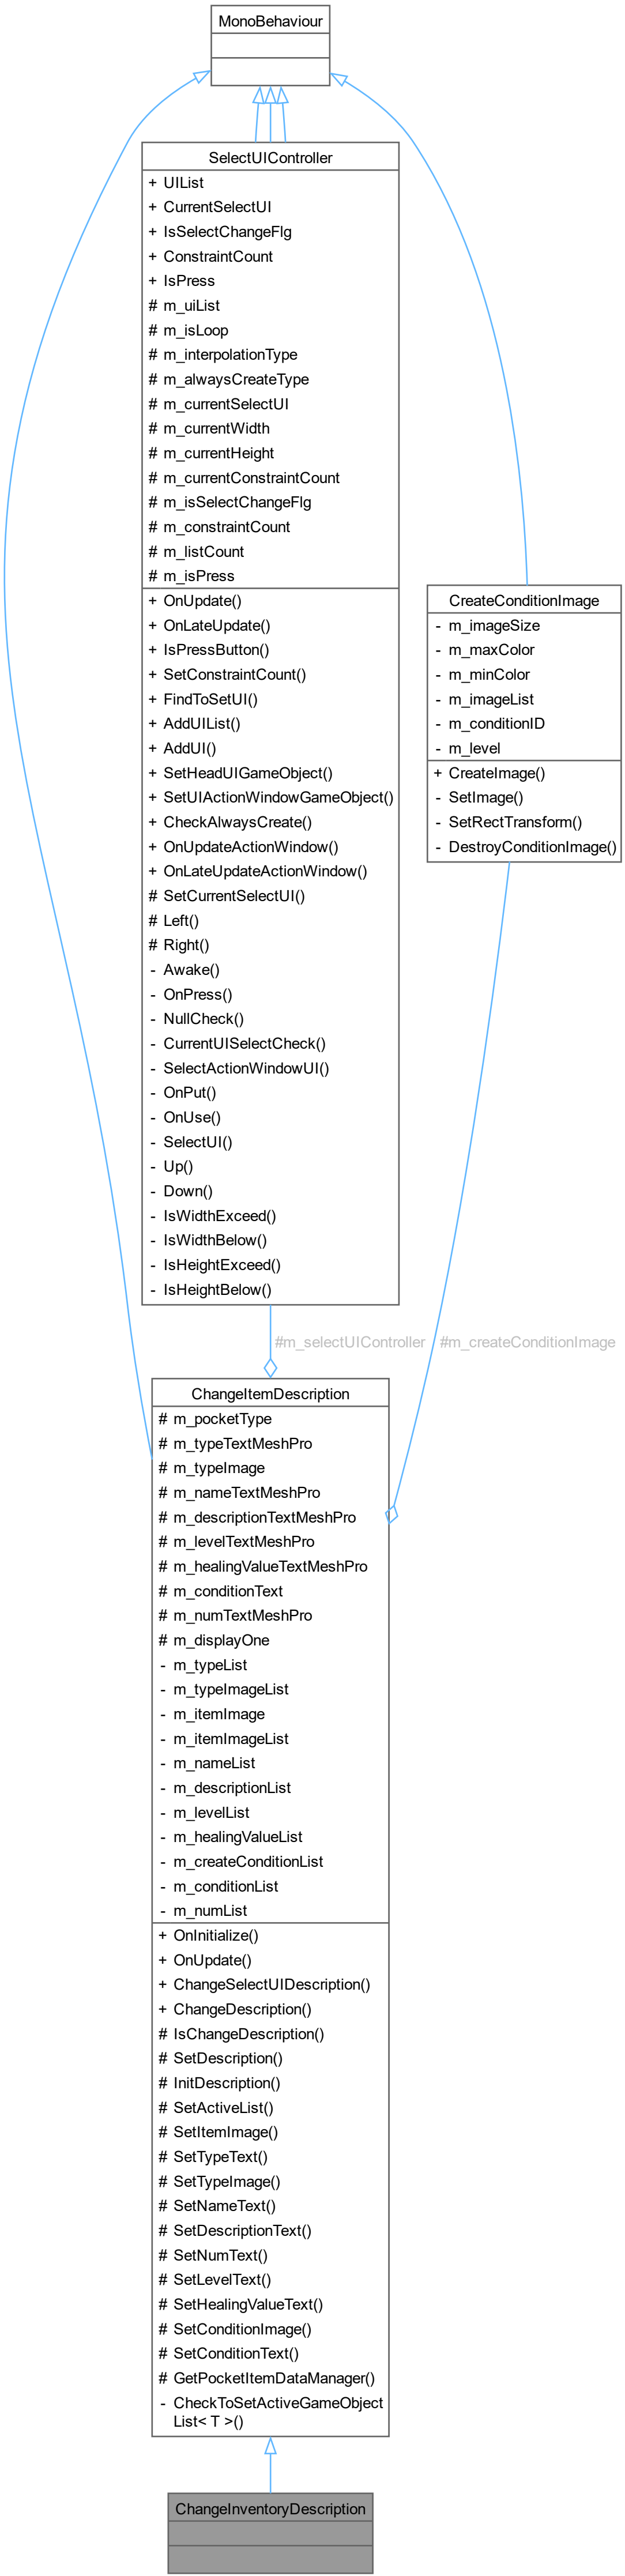 MonoBehaviour
SelectUIController
+ UIList
+ CurrentSelectUI
+ IsSelectChangeFlg
+ ConstraintCount
+ IsPress
# m_uiList
# m_isLoop
# m_interpolationType
# m_alwaysCreateType
# m_currentSelectUI
# m_currentWidth
# m_currentHeight
# m_currentConstraintCount
# m_isSelectChangeFlg
# m_constraintCount
# m_listCount
# m_isPress
+ OnUpdate()
+ OnLateUpdate()
+ IsPressButton()
+ SetConstraintCount()
+ FindToSetUI()
+ AddUIList()
+ AddUI()
+ SetHeadUIGameObject()
+ SetUIActionWindowGameObject()
+ CheckAlwaysCreate()
+ OnUpdateActionWindow()
+ OnLateUpdateActionWindow()
# SetCurrentSelectUI()
# Left()
# Right()
- Awake()
- OnPress()
- NullCheck()
- CurrentUISelectCheck()
- SelectActionWindowUI()
- OnPut()
- OnUse()
- SelectUI()
- Up()
- Down()
- IsWidthExceed()
- IsWidthBelow()
- IsHeightExceed()
- IsHeightBelow()
CreateConditionImage
- m_imageSize
- m_maxColor
- m_minColor
- m_imageList
- m_conditionID
- m_level
+ CreateImage()
- SetImage()
- SetRectTransform()
- DestroyConditionImage()
#m_selectUIController
#m_createConditionImage
ChangeItemDescription
# m_pocketType
# m_typeTextMeshPro
# m_typeImage
# m_nameTextMeshPro
# m_descriptionTextMeshPro
# m_levelTextMeshPro
# m_healingValueTextMeshPro
# m_conditionText
# m_numTextMeshPro
# m_displayOne
- m_typeList
- m_typeImageList
- m_itemImage
- m_itemImageList
- m_nameList
- m_descriptionList
- m_levelList
- m_healingValueList
- m_createConditionList
- m_conditionList
- m_numList
+ OnInitialize()
+ OnUpdate()
+ ChangeSelectUIDescription()
+ ChangeDescription()
# IsChangeDescription()
# SetDescription()
# InitDescription()
# SetActiveList()
# SetItemImage()
# SetTypeText()
# SetTypeImage()
# SetNameText()
# SetDescriptionText()
# SetNumText()
# SetLevelText()
# SetHealingValueText()
# SetConditionImage()
# SetConditionText()
# GetPocketItemDataManager()
- CheckToSetActiveGameObject
List< T >()
ChangeInventoryDescription